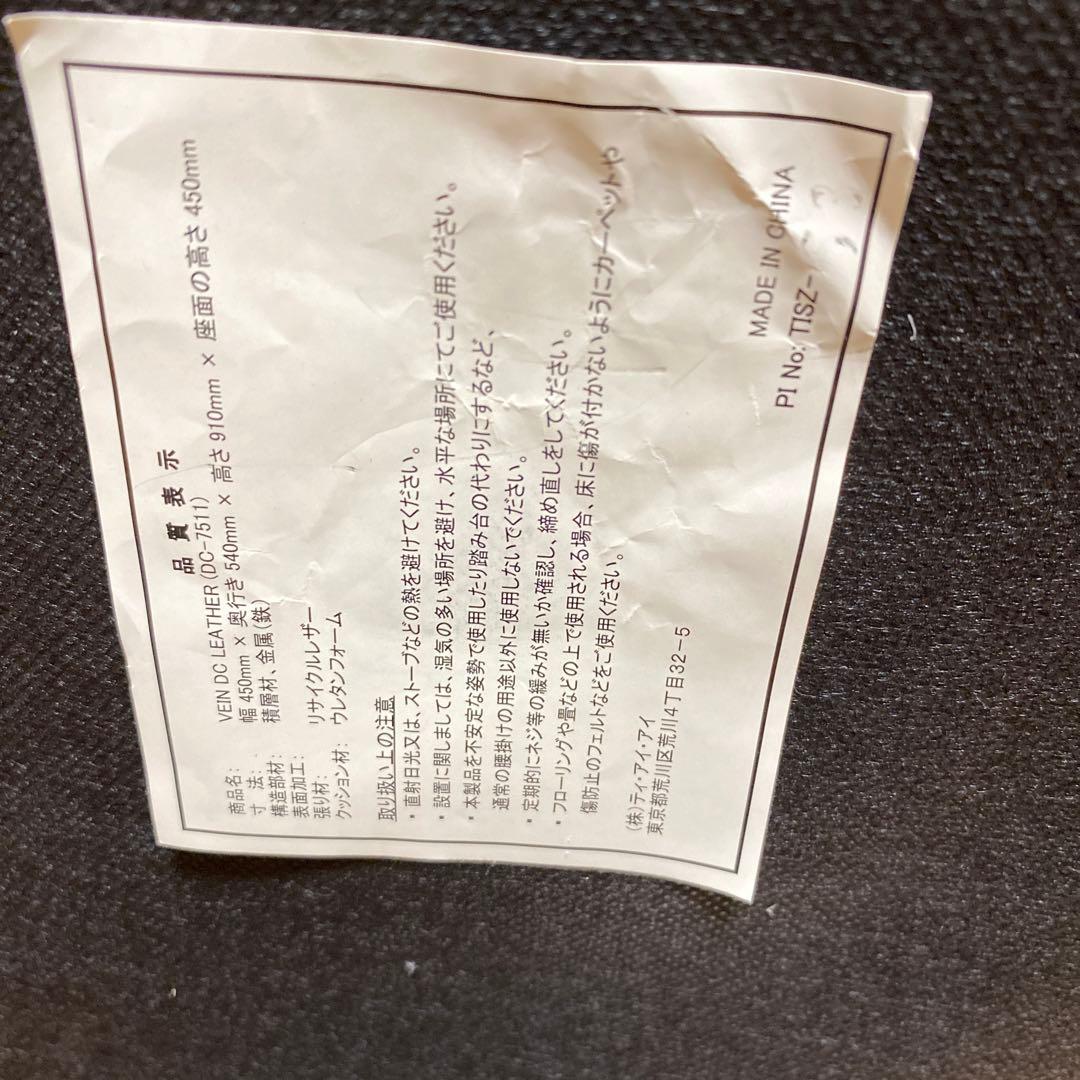 品 質 表 示
商品名: VEIN DC LEATHER(DC-7511)
寸 法: 幅 450mm × 奥行き 540mm × 高さ 910mm × 座面の高さ 450mm
構造部材: 積層材、金属(鉄)
表面加工:
張り材: リサイクルレザー
クッション材: ウレタンフォーム
取り扱い上の注意
・直射日光又は、ストーブなどの熱を避けてください。
・設置に関しましては、湿気の多い場所を避け、水平な場所にてご使用ください。
・本製品を不安定な姿勢で使用したり踏み台の代わりにするなど、
通常の腰掛けの用途以外に使用しないでください。
・定期的にネジ等の緩みが無いか確認し、締め直しをしてください。
・フローリングや畳などの上で使用される場合、床に傷が付かないようにカーペットや
傷防止のフェルトなどをご使用ください。
(株)ティ・アイ・アイ
東京都荒川区荒川4丁目32-5
MADE IN CHINA
PI No: TISZ-